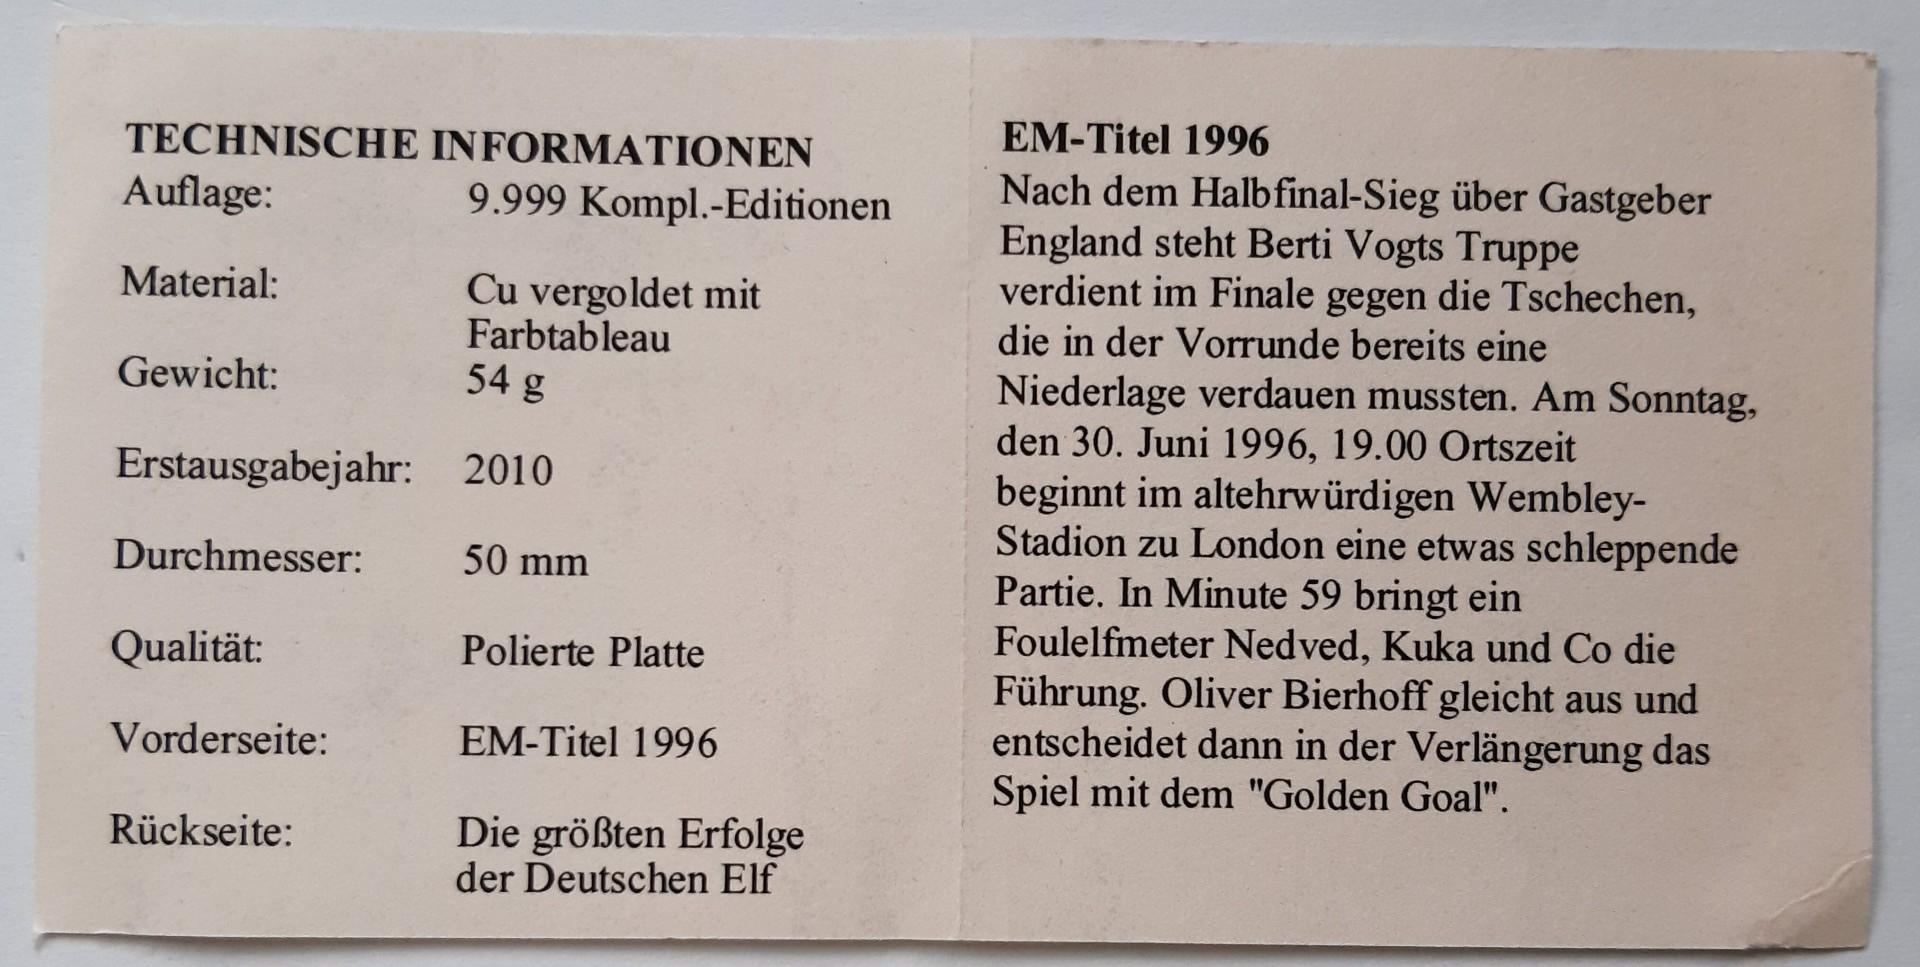 TECHNISCHE INFORMATIONEN
Auflage: 9.999 Kompl.-Editionen
Material: Cu vergoldet mit
Farbtableau
Gewicht: 54 g
Erstausgabejahr: 2010
Durchmesser: 50 mm
Qualität: Polierte Platte
Vorderseite: EM-Titel 1996
Rückseite: Die größten Erfolge
der Deutschen Elf
EM-Titel 1996
Nach dem Halbfinal-Sieg über Gastgeber
England steht Berti Vogts Truppe
verdient im Finale gegen die Tschechen,
die in der Vorrunde bereits eine
Niederlage verdauen mussten. Am Sonntag,
den 30. Juni 1996, 19.00 Ortszeit
beginnt im altehrwürdigen Wembley-
Stadion zu London eine etwas schleppende
Partie. In Minute 59 bringt ein
Foulelfmeter Nedved, Kuka und Co die
Führung. Oliver Bierhoff gleicht aus und
entscheidet dann in der Verlängerung das
Spiel mit dem "Golden Goal".